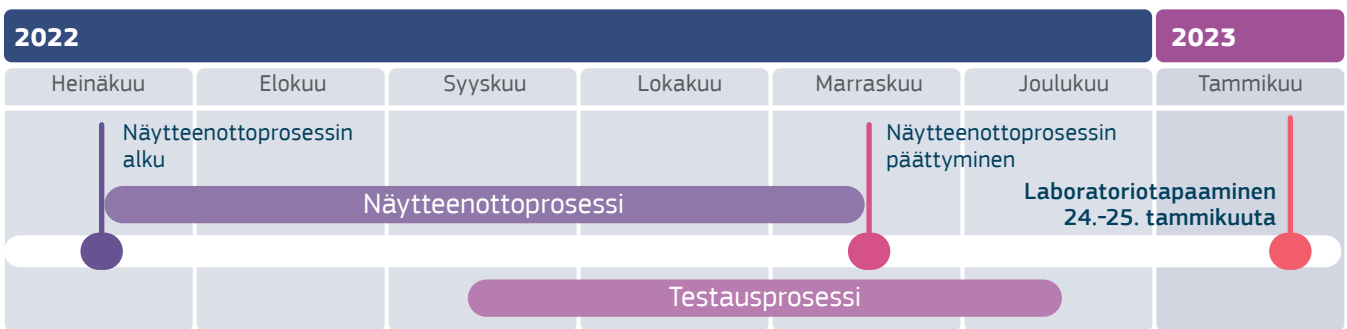 2022
2023
Heinäkuu
Elokuu
Syyskuu
Lokakuu
Marraskuu
Joulukuu
Tammikuu
Näytteenottoprosessin
alku
Näytteenottoprosessin
päättyminen
Näytteenottoprosessi
Laboratoriotapaaminen
24.-25. tammikuuta
Testausprosessi